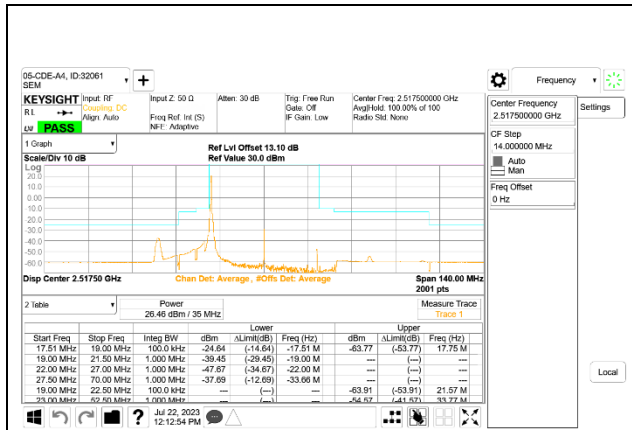 05-CDE-A4, ID:32061
SEM
Frequency
KEYSIGHT Input: RF Input Z: 50 Ω Atten: 30 dB Trig: Free Run Center Freq: 2.517500000 GHz
R L Coupling: DC Gate: Off Avg|Hold: 100.00% of 100
Align: Auto Freq Ref: Int (S) IF Gain: Low Radio Std: None
NFE: Adaptive
PASS
Center Frequency
2.517500000 GHz
Settings
CF Step
14.000000 MHz
Auto
Man
Freq Offset
0 Hz
1 Graph
Ref Lvl Offset 13.10 dB
Scale/Div 10 dB Ref Value 30.0 dBm
Log
20.0
10.0
0.00
-10.0
-20.0
-30.0
-40.0
-50.0
-60.0
Disp Center 2.51750 GHz Chan Det: Average, #Offs Det: Average Span 140.00 MHz
2001 pts
2 Table Power Measure Trace
26.46 dBm / 35 MHz Trace 1
Lower Upper
Start Freq Stop Freq Integ BW dBm ΔLimit(dB) Freq (Hz) dBm ΔLimit(dB) Freq (Hz)
17.51 MHz 19.00 MHz 100.0 kHz -24.64 (-14.64) -17.51 M -63.77 (-53.77) 17.75 M
19.00 MHz 21.50 MHz 1.000 MHz -39.45 (-29.45) -19.00 M --- (---) ---
22.00 MHz 27.00 MHz 1.000 MHz -47.67 (-34.67) -22.00 M --- (---) ---
27.50 MHz 70.00 MHz 1.000 MHz -37.69 (-12.69) -33.66 M --- (---) ---
19.00 MHz 22.50 MHz 100.0 kHz --- (---) --- -63.91 (-53.91) 21.57 M
23.00 MHz 52.50 MHz 1.000 MHz --- (---) --- -54.57 (-41.57) 33.77 M
Local
Jul 22, 2023
12:12:54 PM